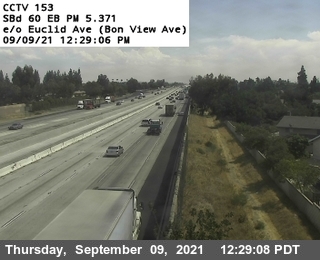 CCTV 153
SBd 60 EB PM 5.371
e/o Euclid Ave (Bon View Ave)
09/09/21 12:29:06 PM
Thursday, September 09, 2021 12:29:08 PDT